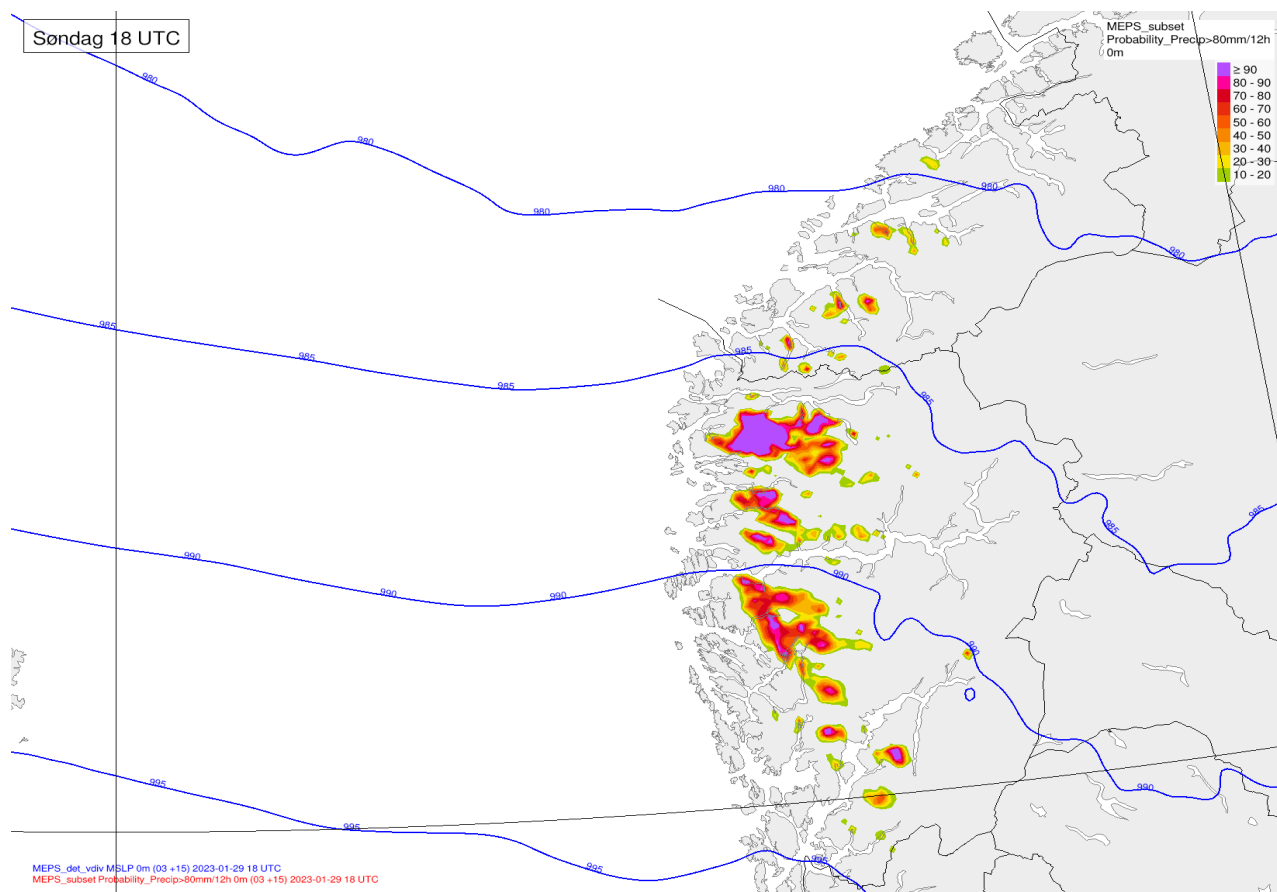 Søndag 18 UTC
MEPS_subset
Probability_Precip>80mm/12h
0m
≥ 90
80 - 90
70 - 80
60 - 70
50 - 60
40 - 50
30 - 40
20 - 30
10 - 20
980
980
980
980
980
980
985
985
985
985
985
985
985
990
990
990
990
990
990
990
995
995
995
995
MEPS_det_vdiv MSLP 0m (03 +15) 2023-01-29 18 UTC
MEPS_subset Probability_Precip>80mm/12h 0m (03 +15) 2023-01-29 18 UTC